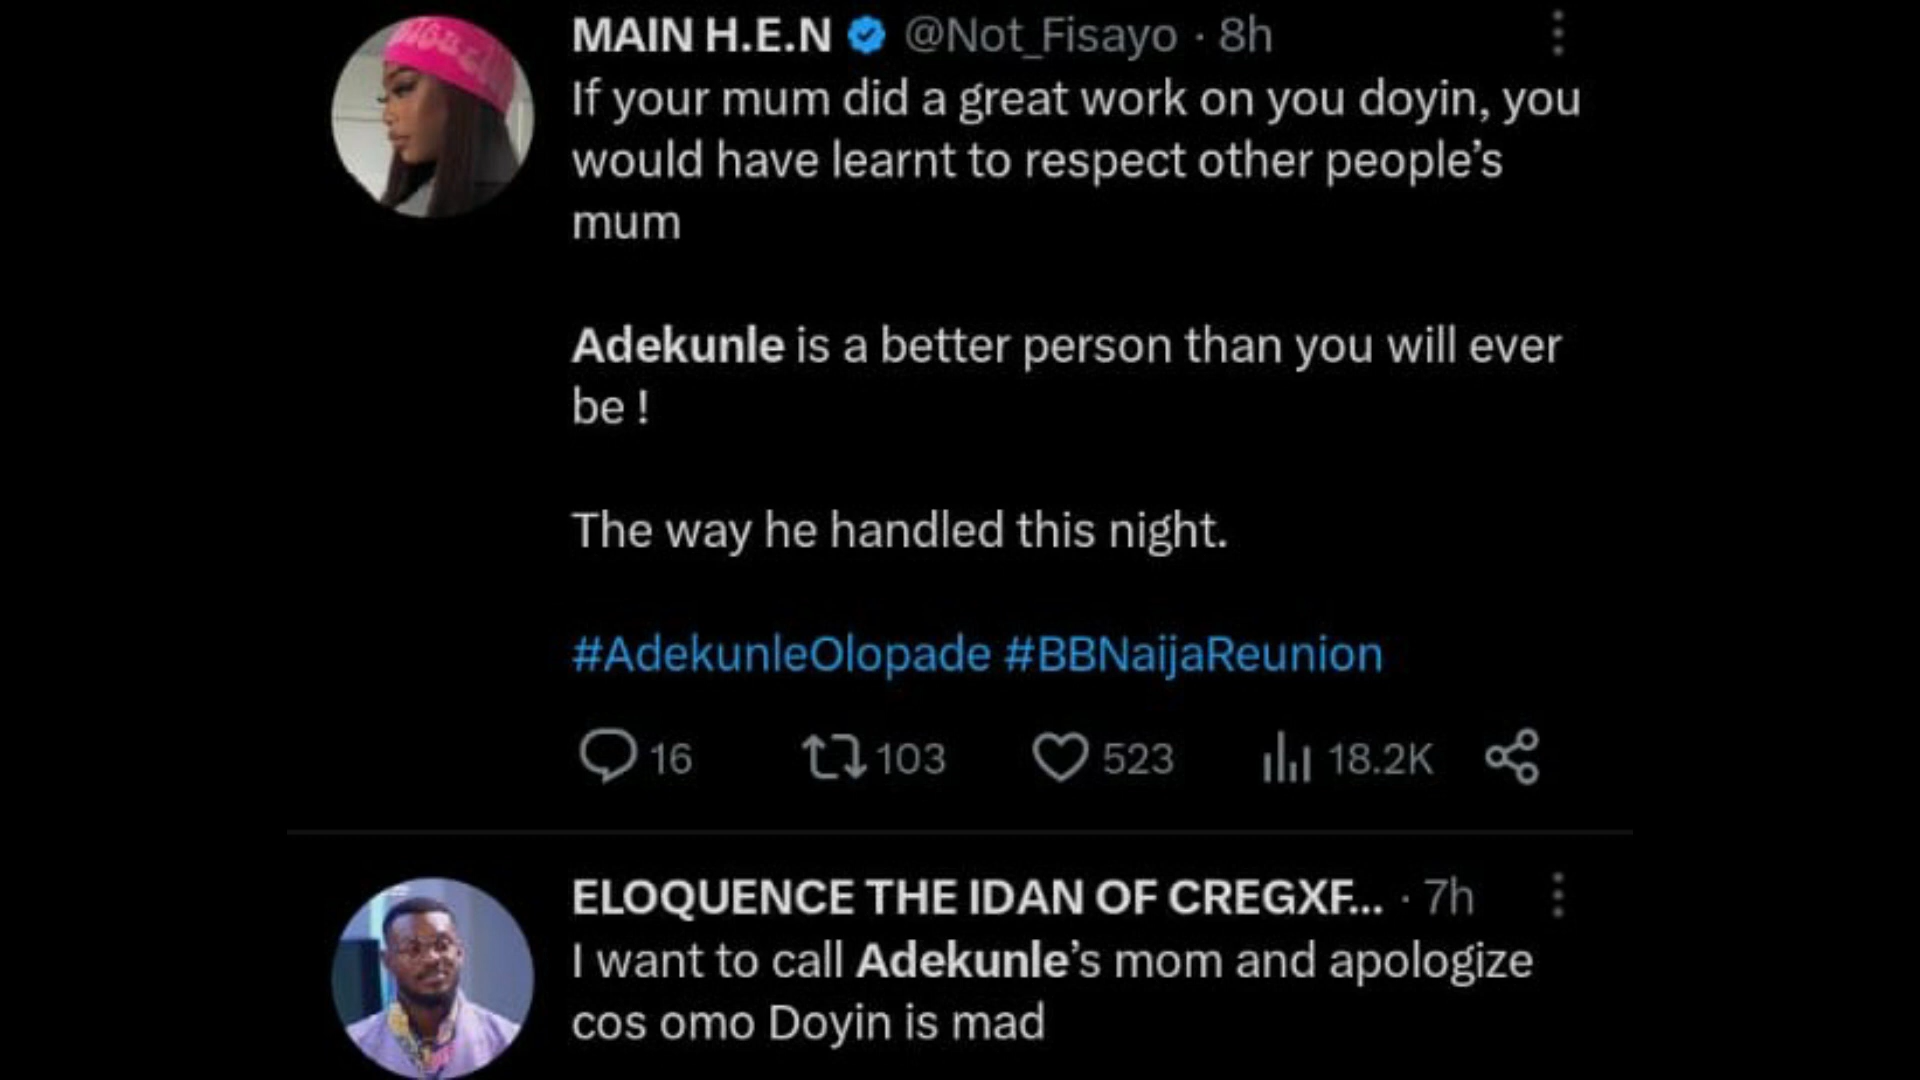 MAIN H.E.N @Not_Fisayo · 8h
If your mum did a great work on you doyin, you
would have learnt to respect other people’s
mum
Adekunle is a better person than you will ever
be !
The way he handled this night.
#AdekunleOlopade #BBNaijaReunion
16 103 523 18.2K
ELOQUENCE THE IDAN OF CREGXF... · 7h
I want to call Adekunle’s mom and apologize
cos omo Doyin is mad